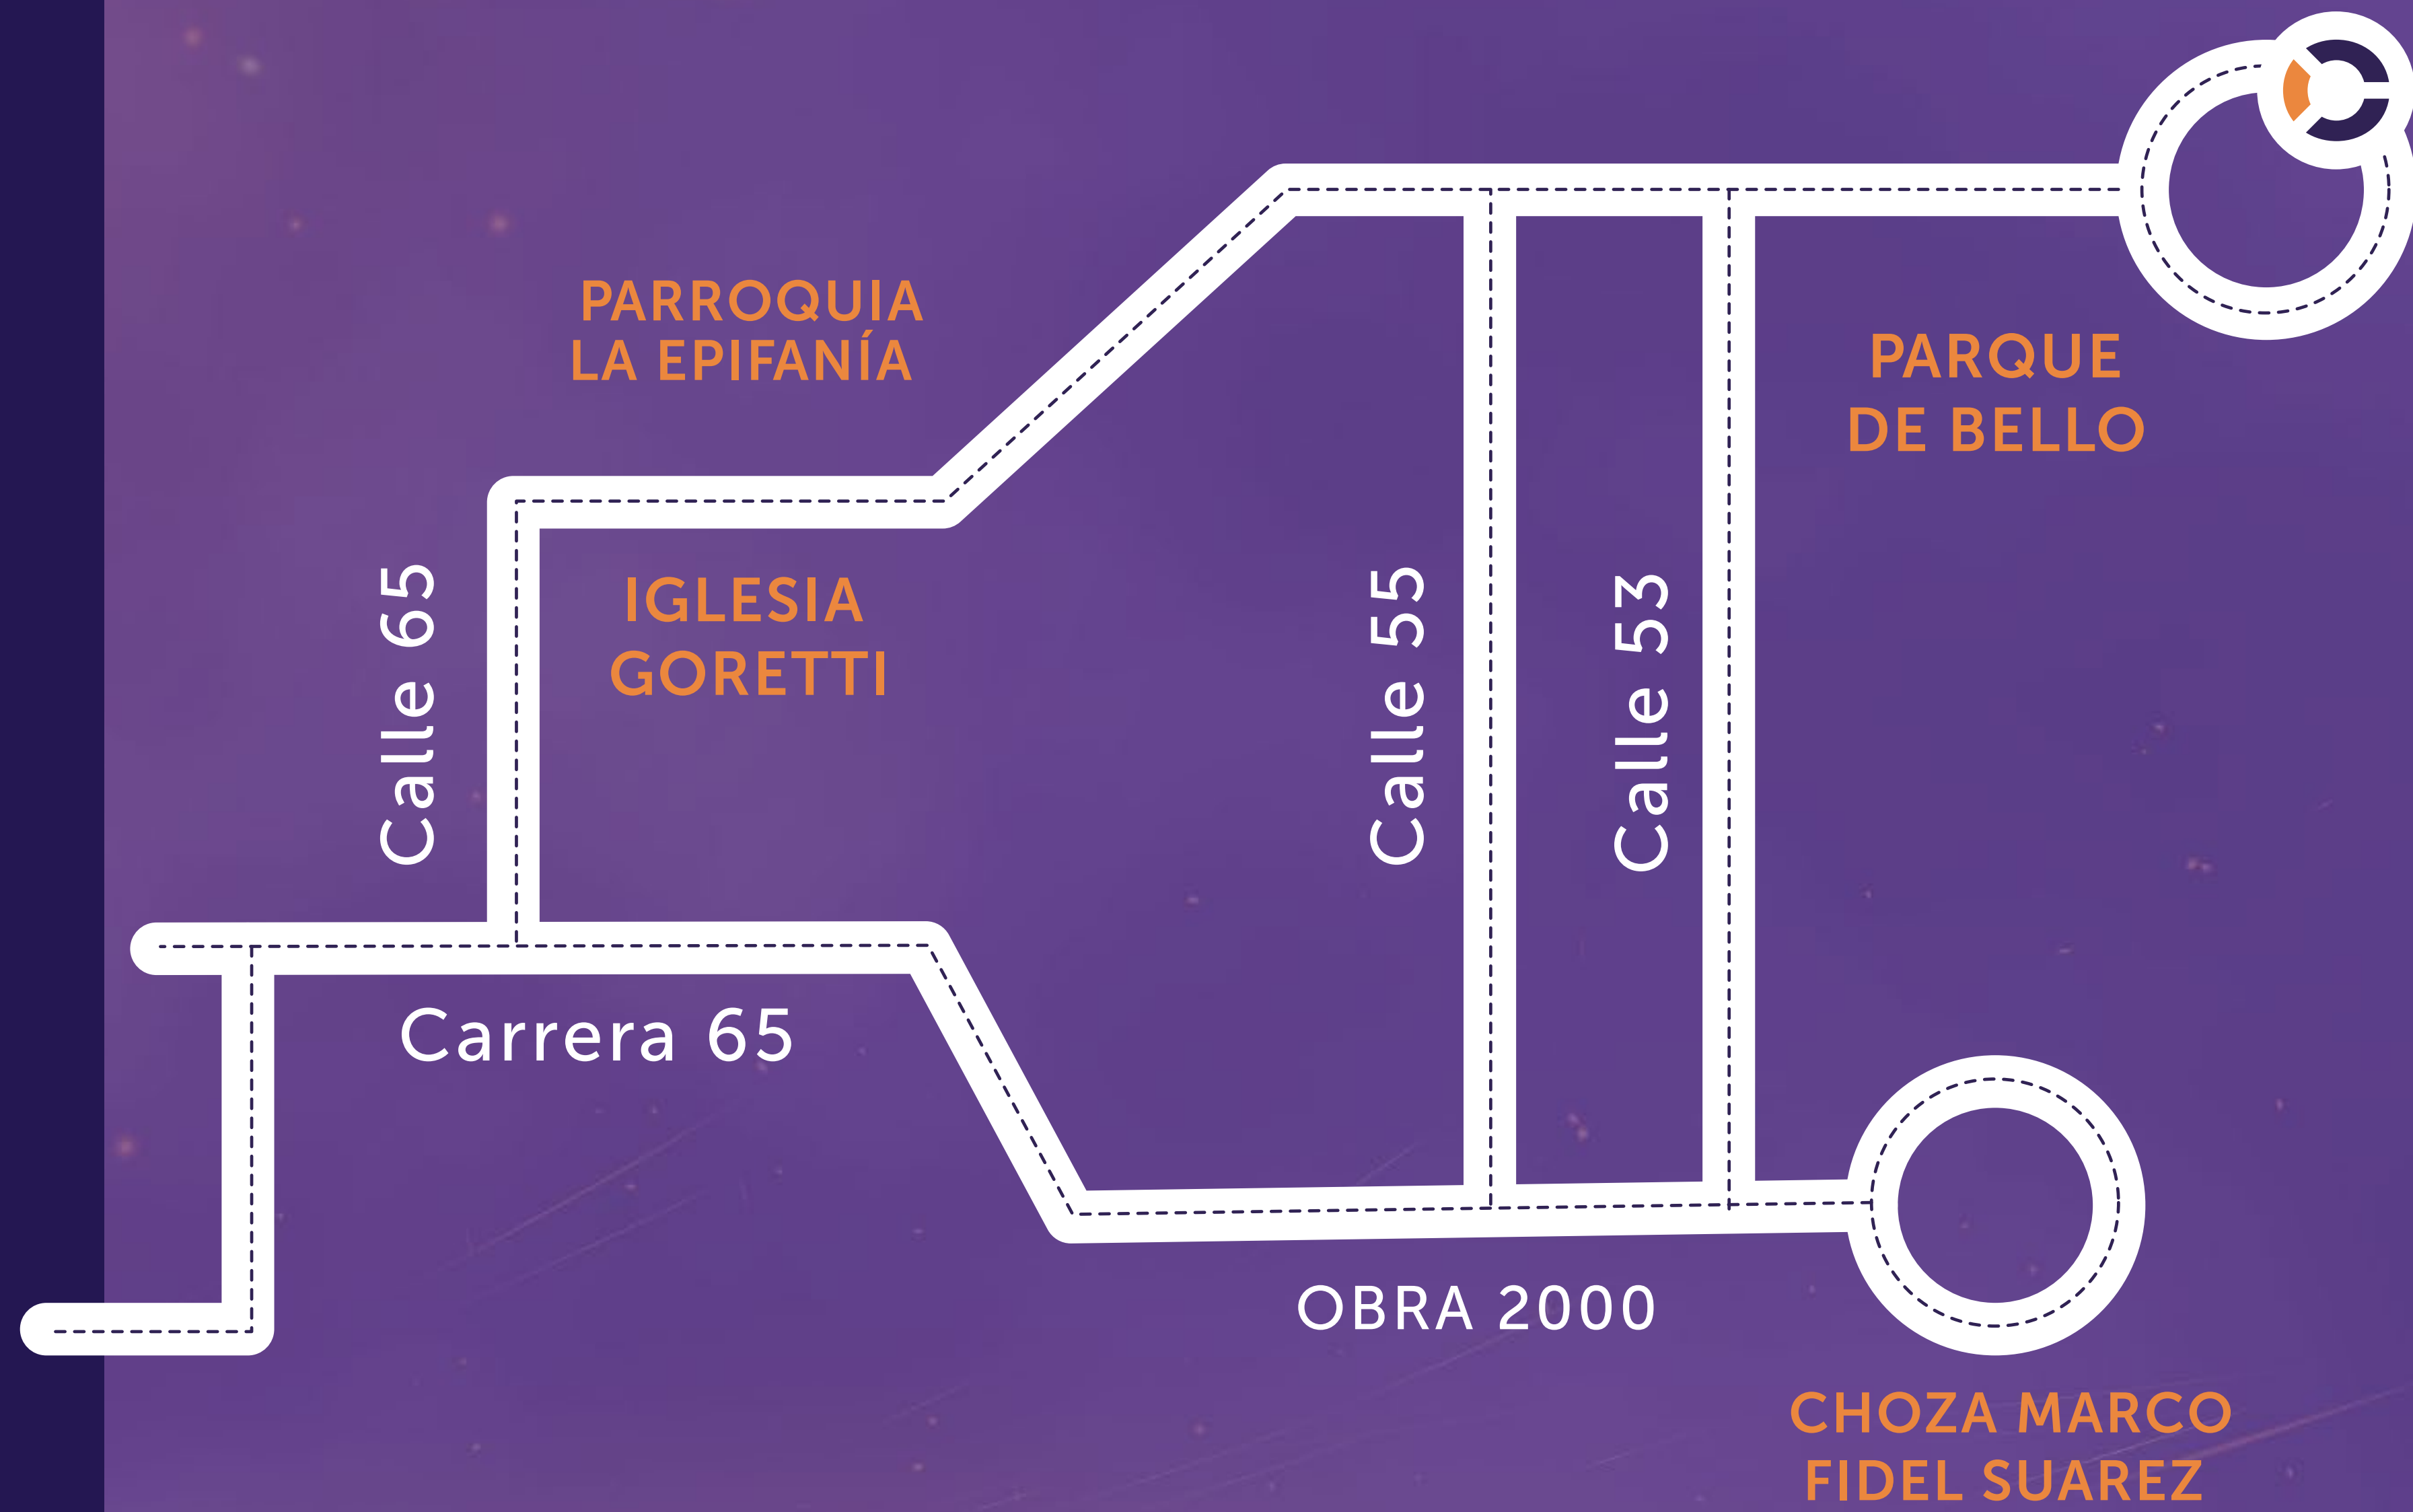 PARROQUIA
LA EPIFANÍA
PARQUE
DE BELLO
IGLESIA
GORETTI
Calle 65
Calle 55
Calle 53
Carrera 65
OBRA 2000
CHOZA MARCO
FIDEL SUAREZ